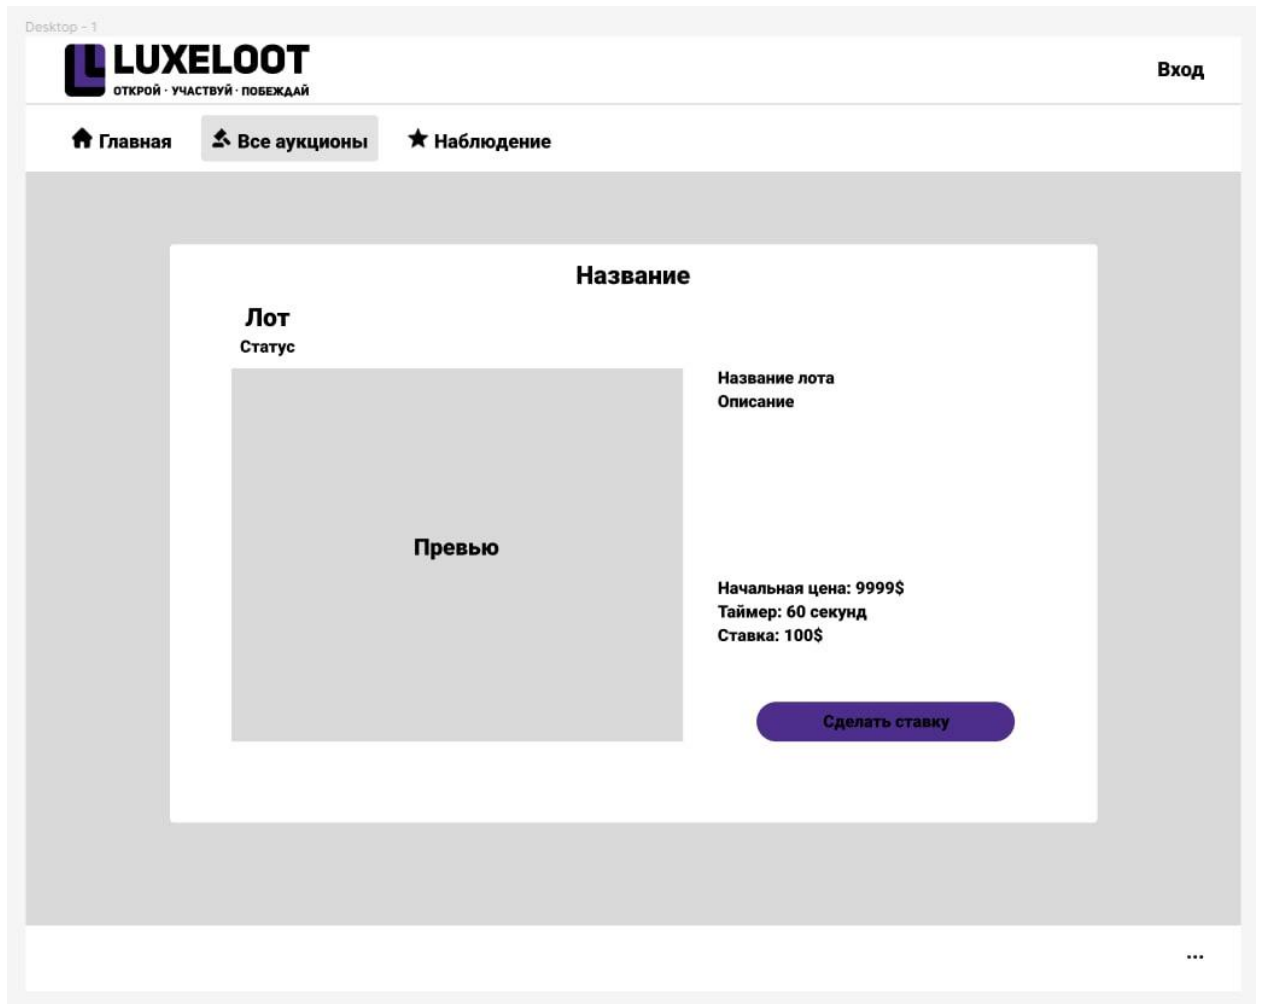 Desktop - 1
LUXELOOT
ОТКРОЙ · УЧАСТВУЙ · ПОБЕЖДАЙ
Вход
Главная
Все аукционы
Наблюдение
Название
Лот
Статус
Название лота
Описание
Превью
Начальная цена: 9999$
Таймер: 60 секунд
Ставка: 100$
Сделать ставку
...